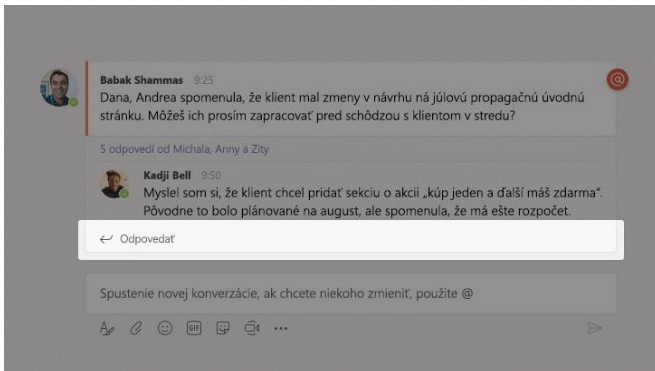 Babak Shammas 9:25
Dana, Andrea spomenula, že klient mal zmeny v návrhu ná júlovú propagačnú úvodnú
stránku. Môžeš ich prosím zapracovať pred schôdzou s klientom v stredu?
5 odpovedí od Michala, Anny a Zity
Kadji Bell 9:50
Myslel som si, že klient chcel pridať sekciu o akcii „kúp jeden a ďalší máš zdarma“.
Pôvodne to bolo plánované na august, ale spomenula, že má ešte rozpočet.
Odpovedať
Spustenie novej konverzácie, ak chcete niekoho zmieniť, použite @
GIF